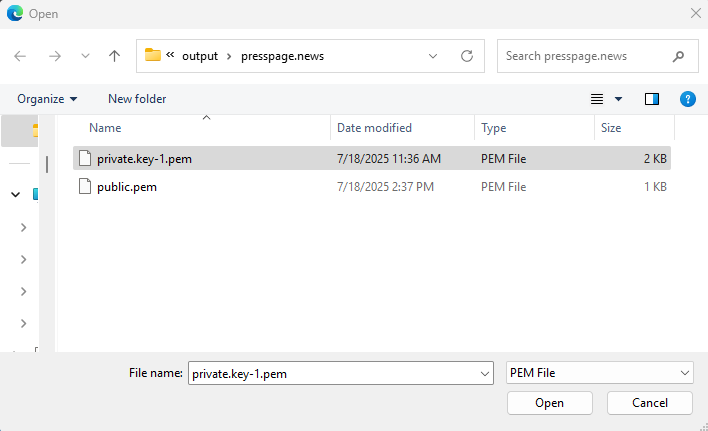 Open
« output > presspage.news
Search presspage.news
Organize
New folder
?
Name Date modified Type Size
private.key-1.pem 7/18/2025 11:36 AM PEM File 2 KB
public.pem 7/18/2025 2:37 PM PEM File 1 KB
File name: private.key-1.pem PEM File
Open Cancel